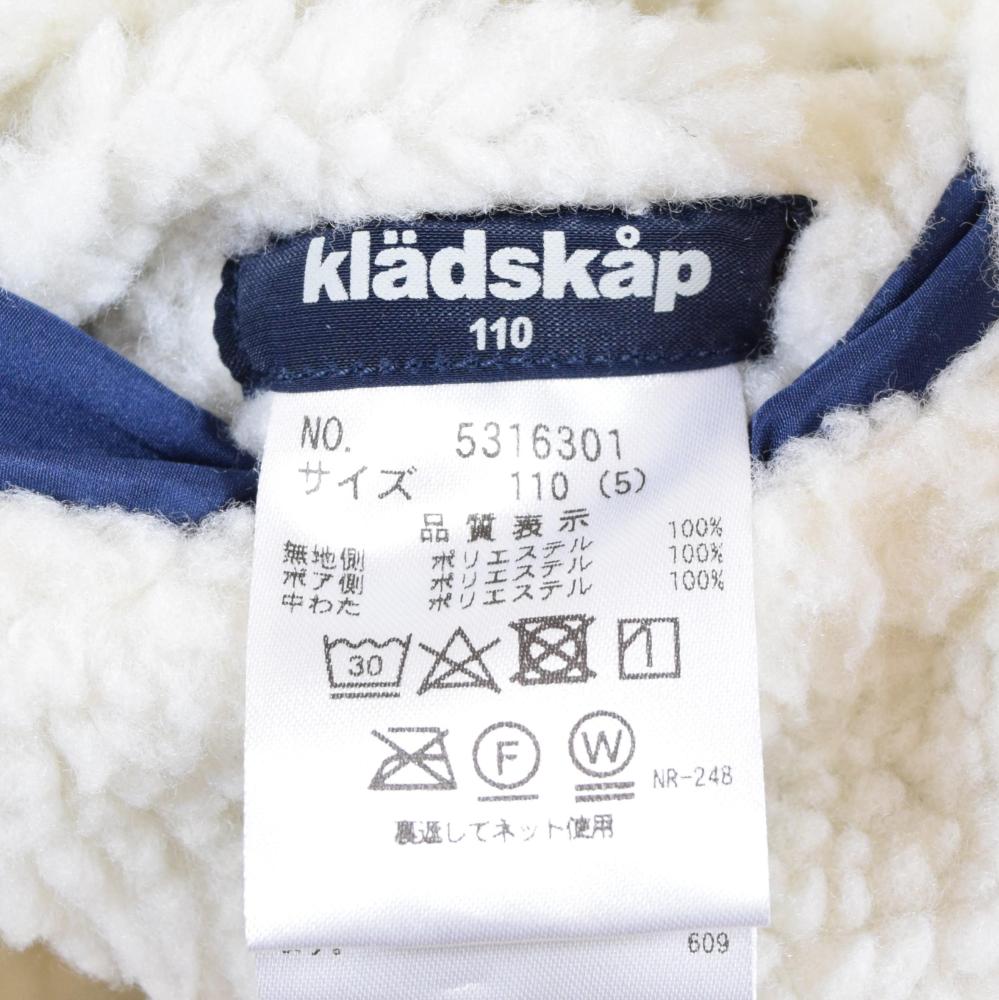 klädskåp
110
NO. 5316301
サイズ 110 (5)
品質表示
無地側 ポリエステル 100%
ボア側 ポリエステル 100%
中わた ポリエステル 100%
30
F W NR-248
裏返してネット使用
609